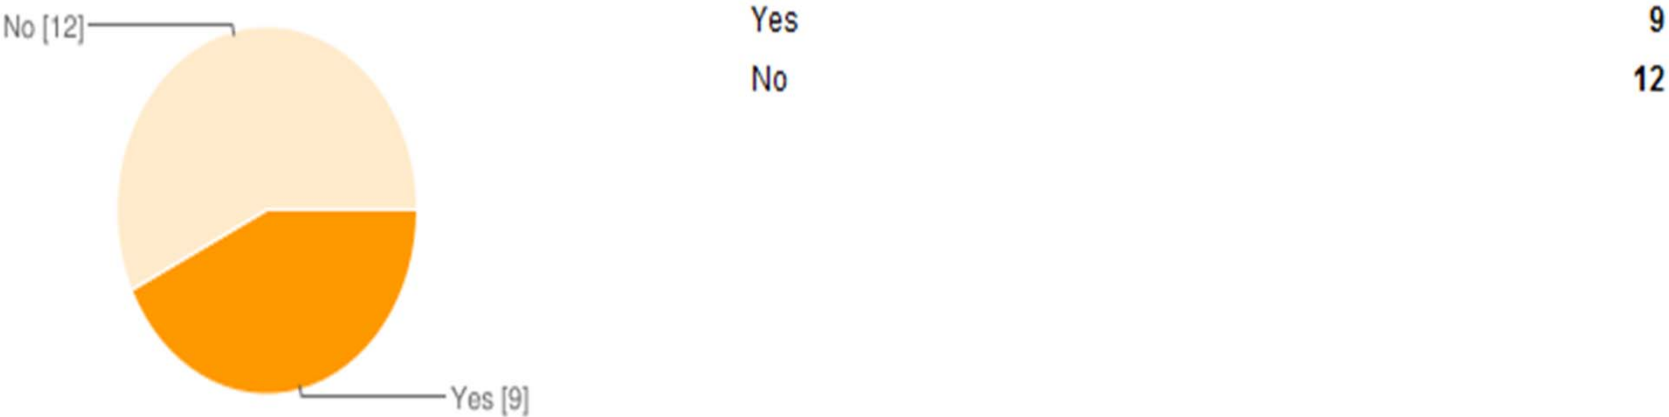 No [12]
Yes [9]
Yes 9
No 12